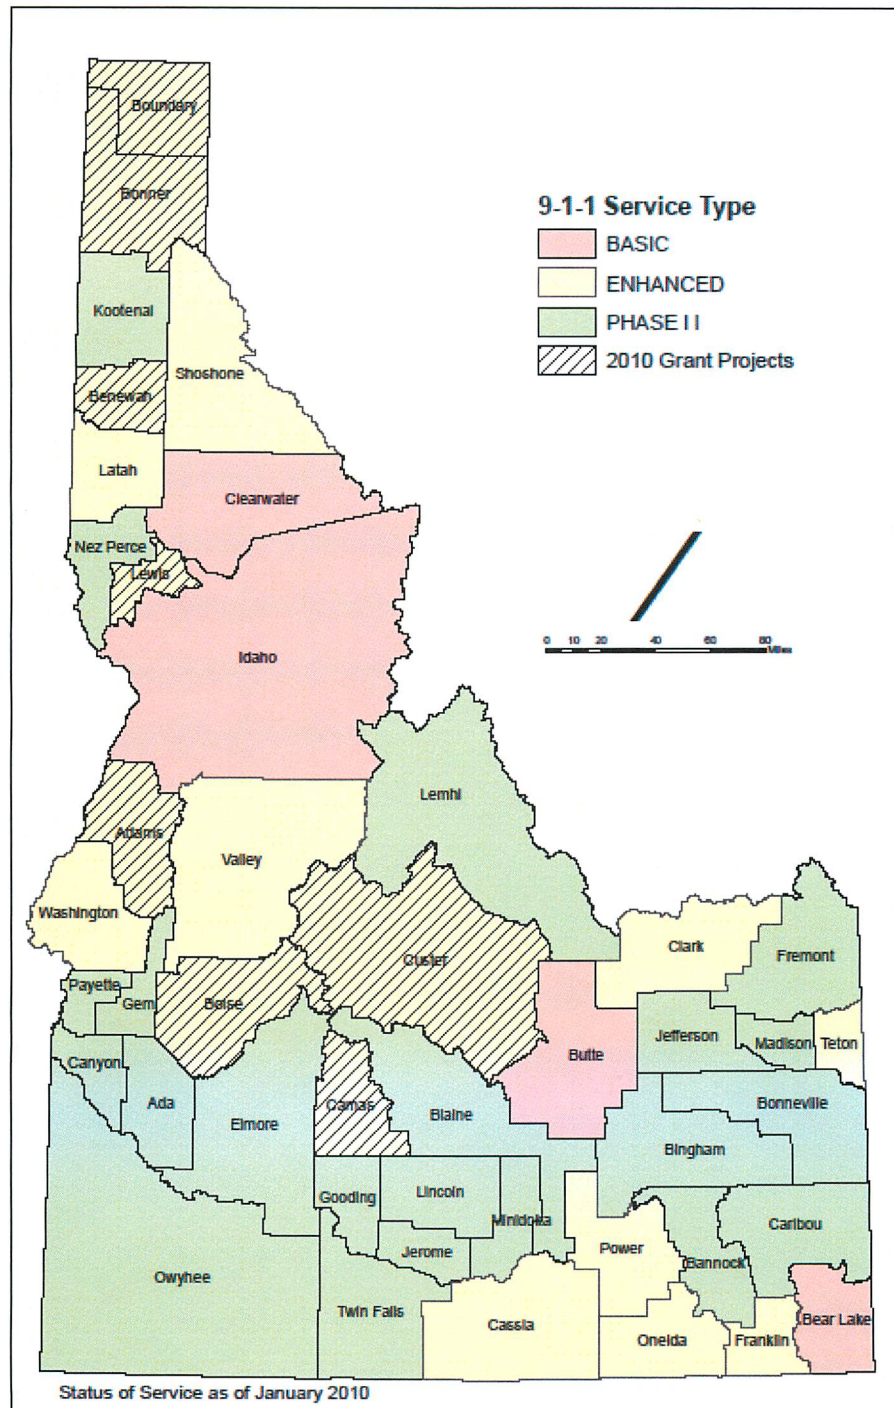 Boundary
Bonner
9-1-1 Service Type
BASIC
ENHANCED
PHASE I I
2010 Grant Projects
Kootenai
Shoshone
Benewah
Latah
Clearwater
Nez Perce
Lewis
0 10 20 40 60 80
Miles
Idaho
Lemhi
Adams
Valley
Washington
Clark
Fremont
Custer
Payette
Gem
Boise
Jefferson
Madison
Teton
Butte
Canyon
Ada
Elmore
Camas
Blaine
Bonneville
Bingham
Gooding
Lincoln
Minidoka
Caribou
Jerome
Power
Bannock
Owyhee
Twin Falls
Cassia
Oneida
Franklin
Bear Lake
Status of Service as of January 2010